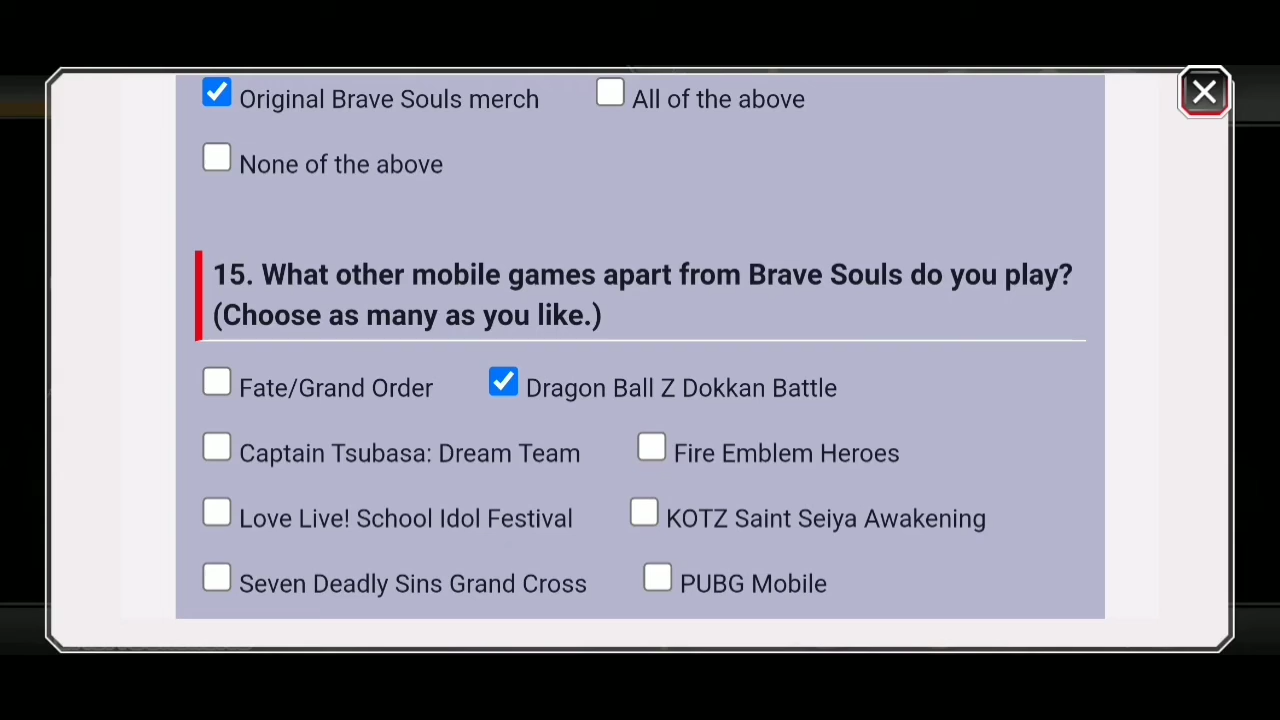 Original Brave Souls merch All of the above
None of the above
15. What other mobile games apart from Brave Souls do you play?
(Choose as many as you like.)
Fate/Grand Order Dragon Ball Z Dokkan Battle
Captain Tsubasa: Dream Team Fire Emblem Heroes
Love Live! School Idol Festival KOTZ Saint Seiya Awakening
Seven Deadly Sins Grand Cross PUBG Mobile